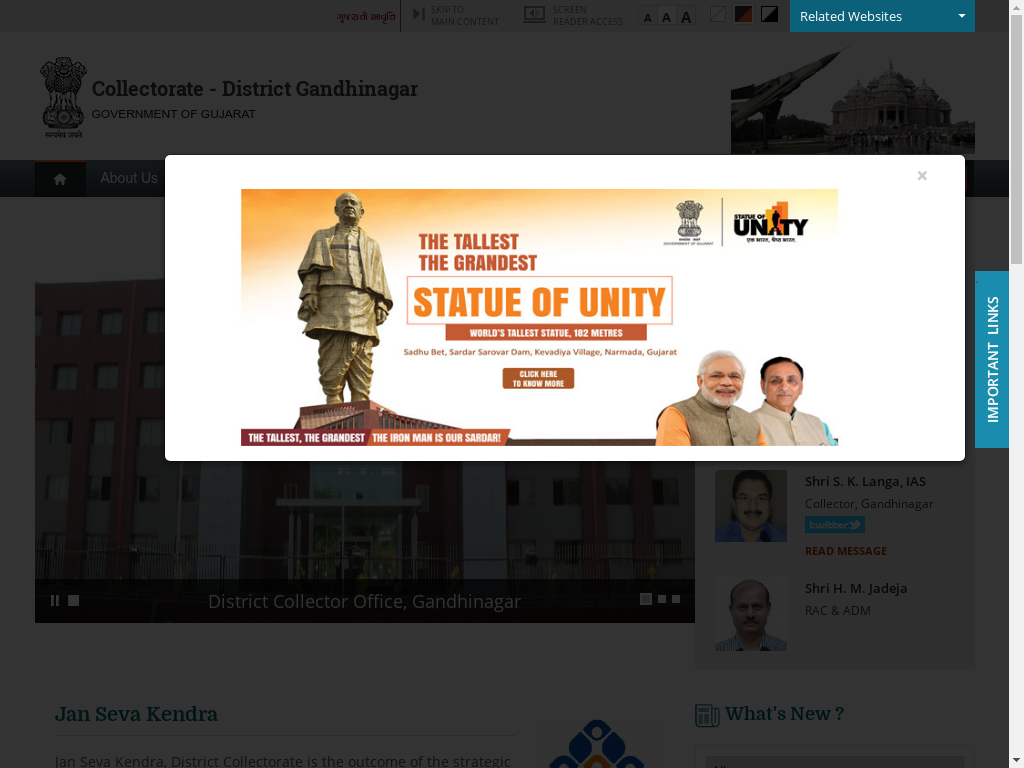 ગુજરાતી આવૃત્તિ
SKIP TO
MAIN CONTENT
SCREEN
READER ACCESS
A A A
Related Websites
Collectorate - District Gandhinagar
GOVERNMENT OF GUJARAT
सत्यमेव जयते
About Us
×
GOVERNMENT OF GUJARAT
STATUE OF
UNITY
एक भारत, श्रेष्ठ भारत.
THE TALLEST
THE GRANDEST
STATUE OF UNITY
WORLD'S TALLEST STATUE, 182 METRES
Sadhu Bet, Sardar Sarovar Dam, Kevadiya Village, Narmada, Gujarat
CLICK HERE
TO KNOW MORE
THE TALLEST, THE GRANDEST THE IRON MAN IS OUR SARDAR!
IMPORTANT LINKS
Shri S. K. Langa, IAS
Collector, Gandhinagar
twitter
READ MESSAGE
Shri H. M. Jadeja
RAC & ADM
District Collector Office, Gandhinagar
Jan Seva Kendra
Jan Seva Kendra, District Collectorate is the outcome of the strategic
What's New ?